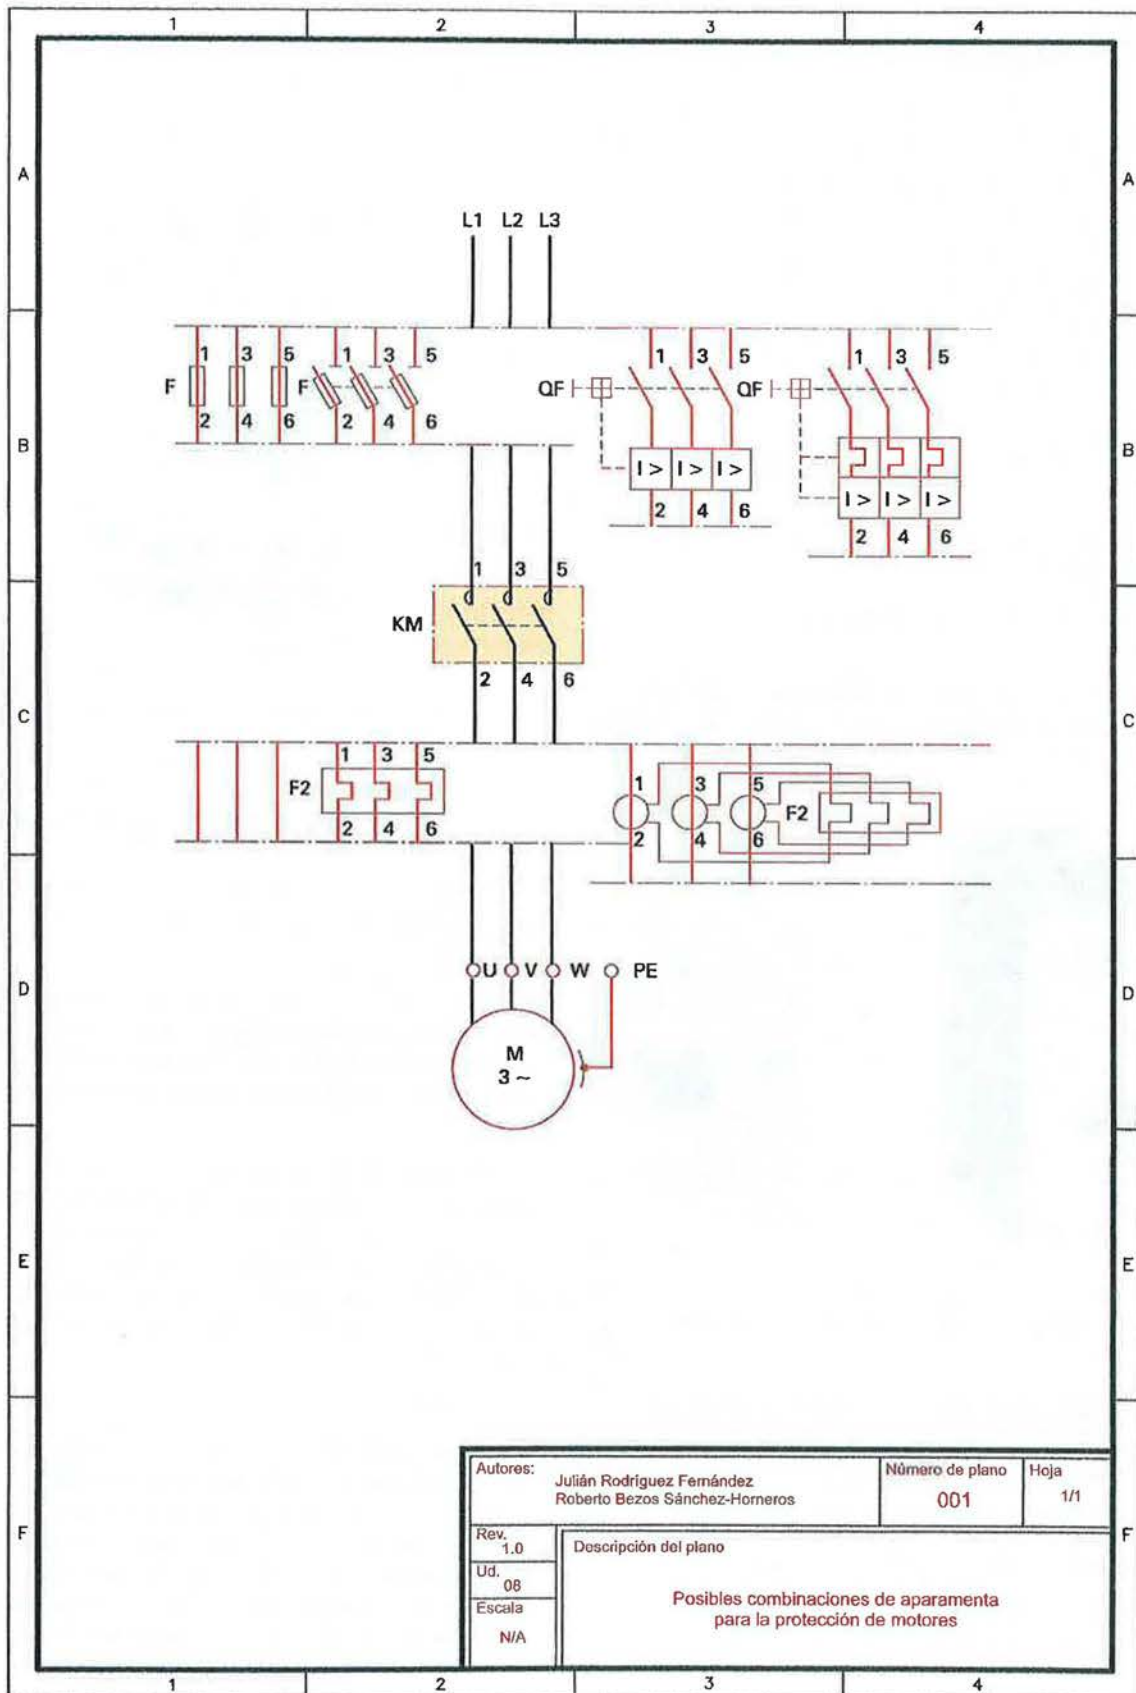 1 2 3 4
A A
L1 L2 L3
1 3 5 1 3 5 1 3 5 1 3 5
F F QF QF
2 4 6 2 4 6
B B
I > I > I > I > I > I >
2 4 6 2 4 6
1 3 5
KM
2 4 6
C C
1 3 5 1 3 5
F2 F2
2 4 6 2 4 6
U V W PE
D D
M
3 ~
E E
Autores:
Julián Rodríguez Fernández
Roberto Bezos Sánchez-Horneros
Número de plano
001
Hoja
1/1
F F
Rev.
1.0
Descripción del plano
Ud.
08
Posibles combinaciones de aparamenta
para la protección de motores
Escala
N/A
1 2 3 4